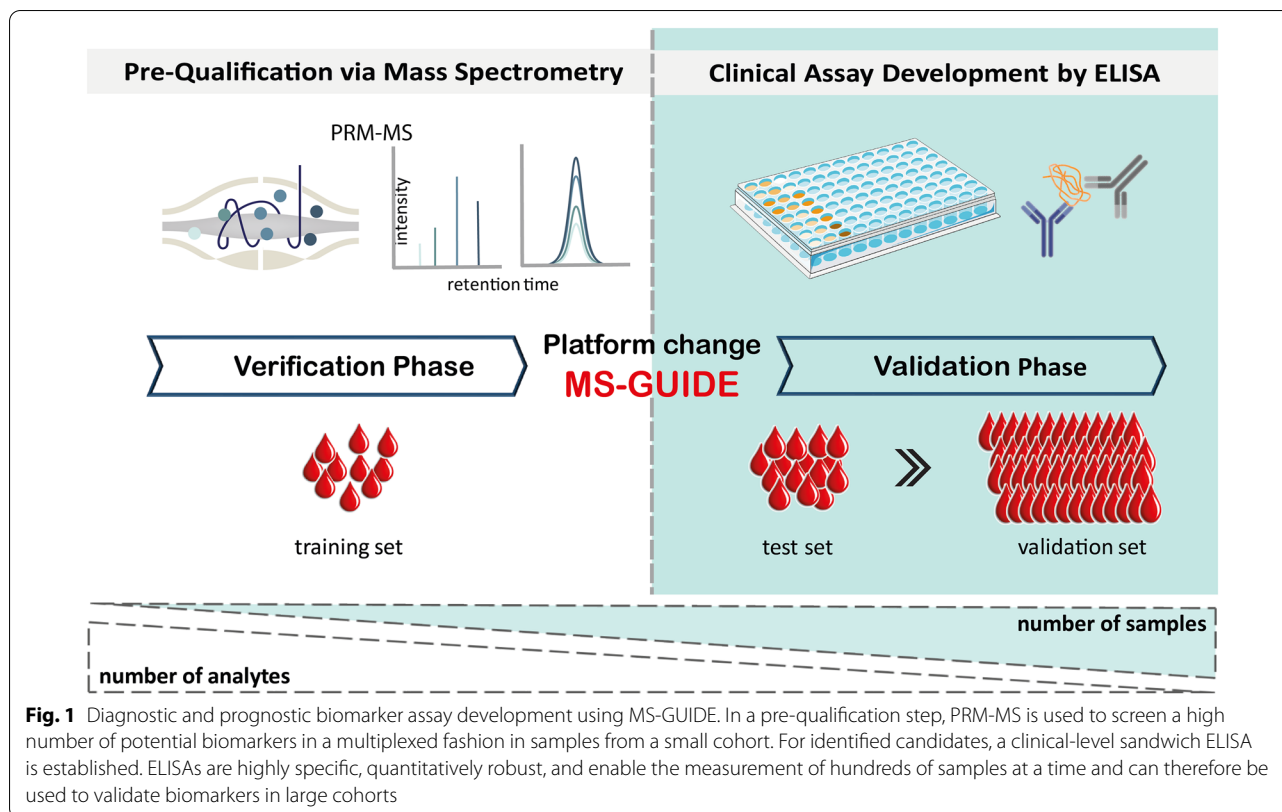 Pre-Qualification via Mass Spectrometry
Clinical Assay Development by ELISA
PRM-MS
intensity
retention time
Verification Phase
Platform change
MS-GUIDE
Validation Phase
training set
test set
validation set
number of samples
number of analytes
Fig. 1 Diagnostic and prognostic biomarker assay development using MS-GUIDE. In a pre-qualification step, PRM-MS is used to screen a high
number of potential biomarkers in a multiplexed fashion in samples from a small cohort. For identified candidates, a clinical-level sandwich ELISA
is established. ELISAs are highly specific, quantitatively robust, and enable the measurement of hundreds of samples at a time and can therefore be
used to validate biomarkers in large cohorts